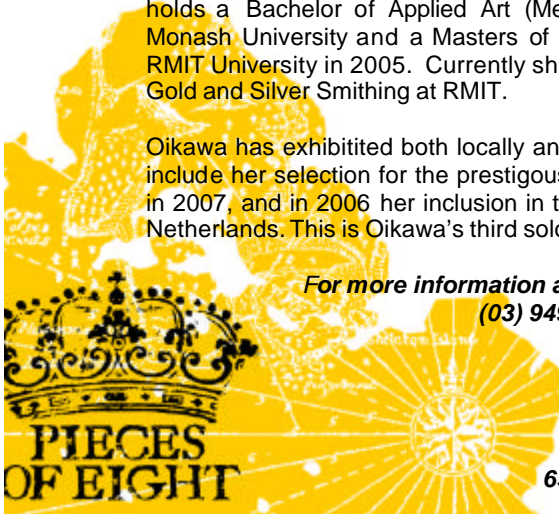 holds a Bachelor of Applied Art (Me
Monash University and a Masters of
RMIT University in 2005. Currently sh
Gold and Silver Smithing at RMIT.
Oikawa has exhibitited both locally an
include her selection for the prestigous
in 2007, and in 2006 her inclusion in t
Netherlands. This is Oikawa's third solo
For more information a
(03) 949
PIECES
OF EIGHT